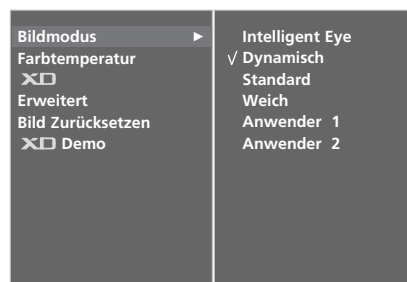 Bildmodus ►
Farbtemperatur
XD
Erweitert
Bild Zurücksetzen
XD Demo
Intelligent Eye
√ Dynamisch
Standard
Weich
Anwender 1
Anwender 2